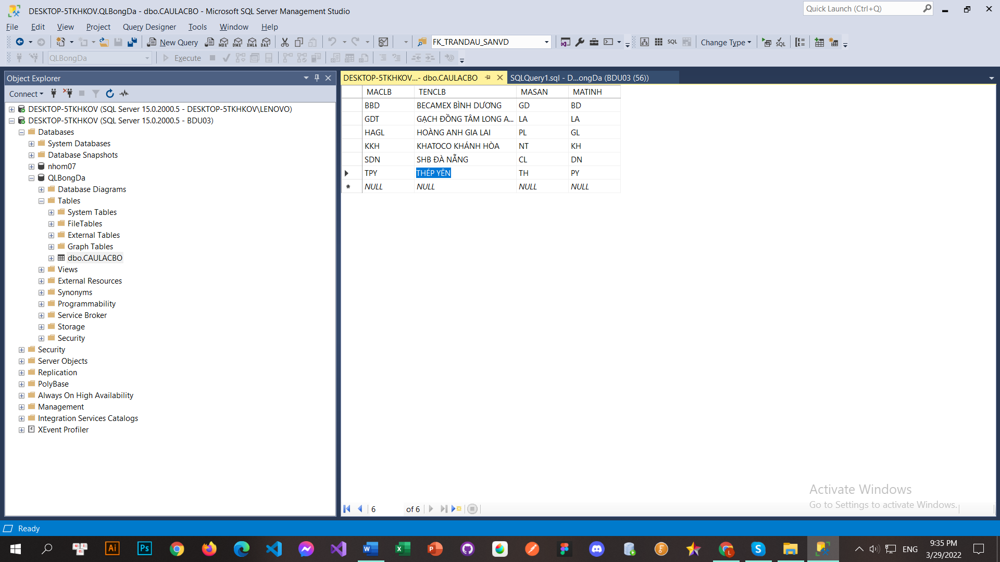 DESKTOP-5TKHKOV.QLBongDa - dbo.CAULACBO - Microsoft SQL Server Management Studio
Quick Launch (Ctrl+Q)
File Edit View Project Query Designer Tools Window Help
New Query MDX DMX XMLA DAX FK_TRANDAU_SANVD SQL Change Type SQL
QLBongDa Execute
Object Explorer
Connect
DESKTOP-5TKHKOV (SQL Server 15.0.2000.5 - DESKTOP-5TKHKOV\LENOVO)
DESKTOP-5TKHKOV (SQL Server 15.0.2000.5 - BDU03)
Databases
System Databases
Database Snapshots
nhom07
QLBongDa
Database Diagrams
Tables
System Tables
FileTables
External Tables
Graph Tables
dbo.CAULACBO
Views
External Resources
Synonyms
Programmability
Service Broker
Storage
Security
Security
Server Objects
Replication
PolyBase
Always On High Availability
Management
Integration Services Catalogs
XEvent Profiler
DESKTOP-5TKHKOV...- dbo.CAULACBO SQLQuery1.sql - D...ongDa (BDU03 (56))
MACLB TENCLB MASAN MATINH
BBD BECAMEX BÌNH DƯƠNG GD BD
GDT GẠCH ĐỒNG TÂM LONG A... LA LA
HAGL HOÀNG ANH GIA LAI PL GL
KKH KHATOCO KHÁNH HÒA NT KH
SDN SHB ĐÀ NẴNG CL DN
TPY THÉP YÊN TH PY
* NULL NULL NULL NULL
Activate Windows
Go to Settings to activate Windows.
6 of 6
Ready
Ai Ps L ENG
9:35 PM
3/29/2022